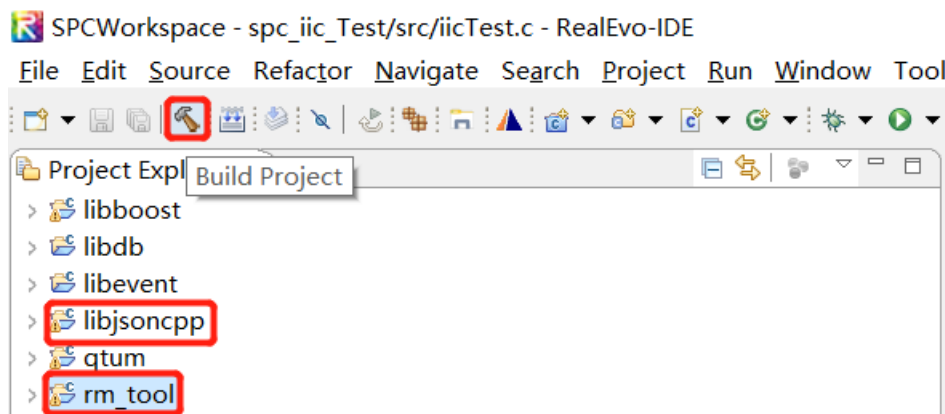 SPCWorkspace - spc_iic_Test/src/iicTest.c - RealEvo-IDE
File Edit Source Refactor Navigate Search Project Run Window Tool
Project Expl
Build Project
libboost
libdb
libevent
libjsoncpp
qtum
rm_tool